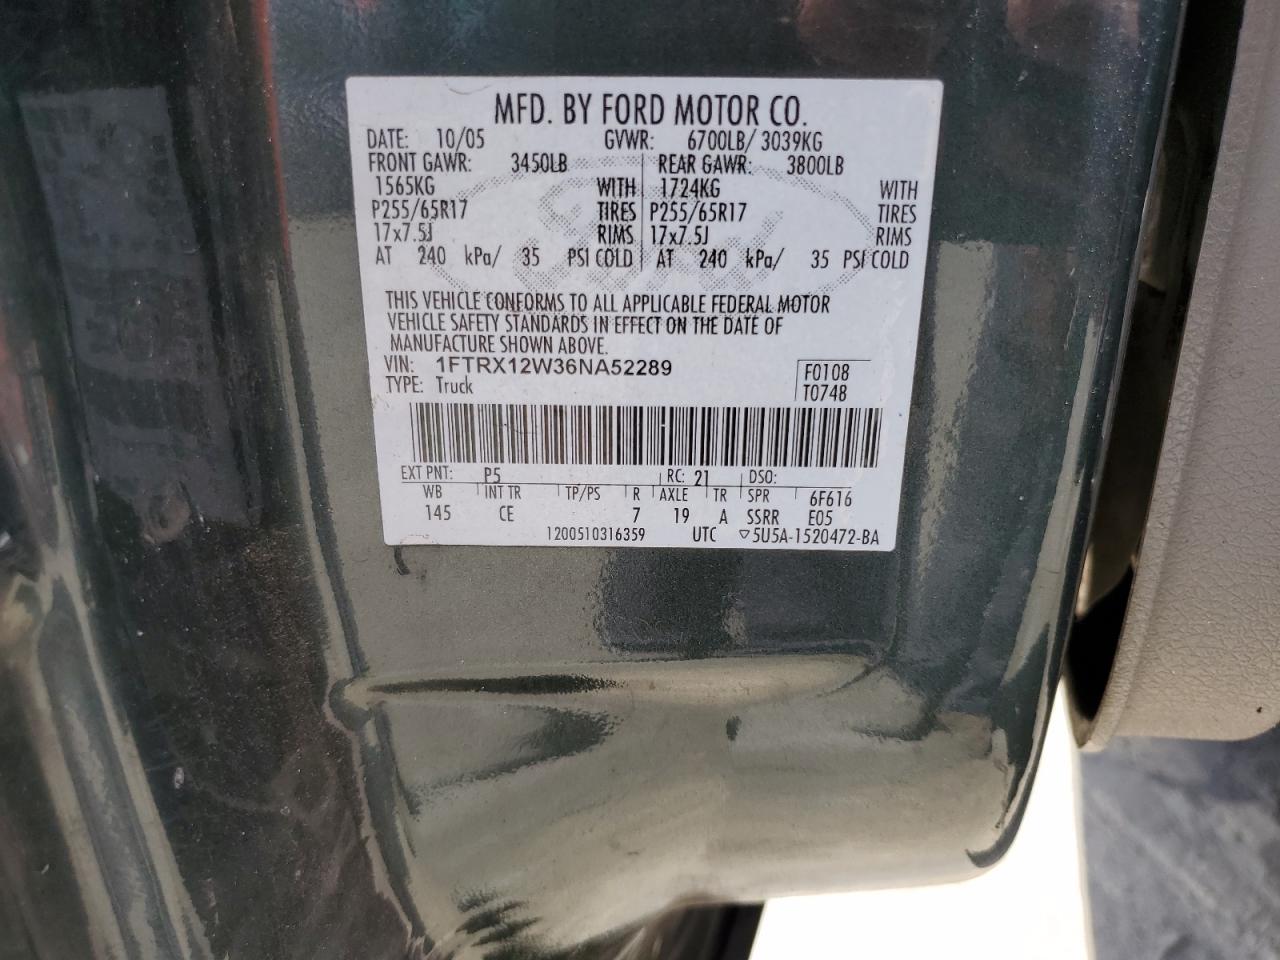 MFD. BY FORD MOTOR CO.
DATE: 10/05 GVWR: 6700LB/ 3039KG
FRONT GAWR: 3450LB REAR GAWR: 3800LB
1565KG WITH 1724KG WITH
P255/65R17 TIRES P255/65R17 TIRES
17x7.5J RIMS 17x7.5J RIMS
AT 240 kPa/ 35 PSI COLD AT 240 kPa/ 35 PSI COLD
THIS VEHICLE CONFORMS TO ALL APPLICABLE FEDERAL MOTOR
VEHICLE SAFETY STANDARDS IN EFFECT ON THE DATE OF
MANUFACTURE SHOWN ABOVE.
VIN: 1FTRX12W36NA52289 F0108
TYPE: Truck T0748
EXT PNT: P5 RC: 21 DSO:
WB INT TR TP/PS R AXLE TR SPR 6F616
145 CE 7 19 A SSRR E05
1200510316359 UTC ▽5U5A-1520472-BA